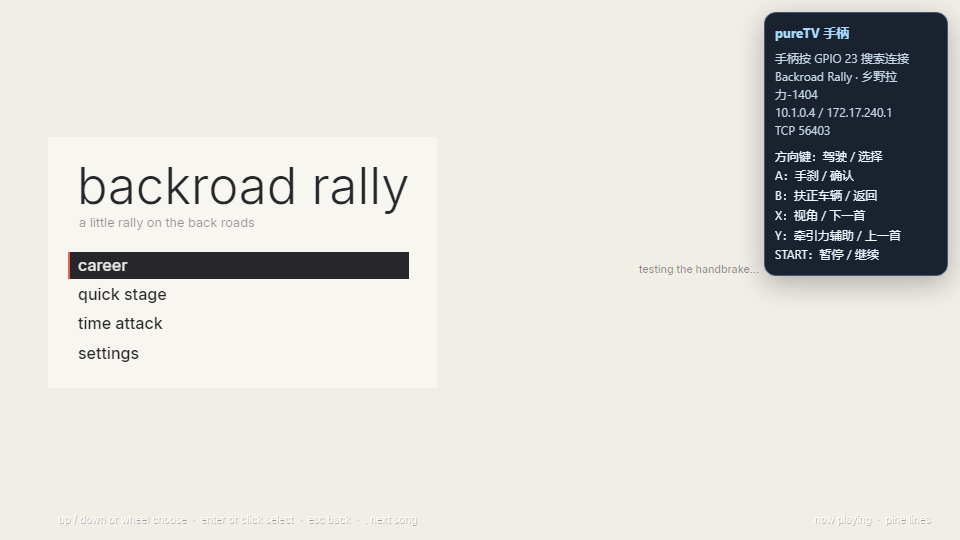 backroad rally
a little rally on the back roads
career
quick stage
time attack
settings
testing the handbrake...
pureTV 手柄
手柄按 GPIO 23 搜索连接
Backroad Rally · 乡野拉
力-1404
10.1.0.4 / 172.17.240.1
TCP 56403
方向键：驾驶 / 选择
A：手刹 / 确认
B：扶正车辆 / 返回
X：视角 / 下一首
Y：牵引力辅助 / 上一首
START：暂停 / 继续
up / down or wheel choose · enter or click select · esc back · . next song
now playing · pine lines